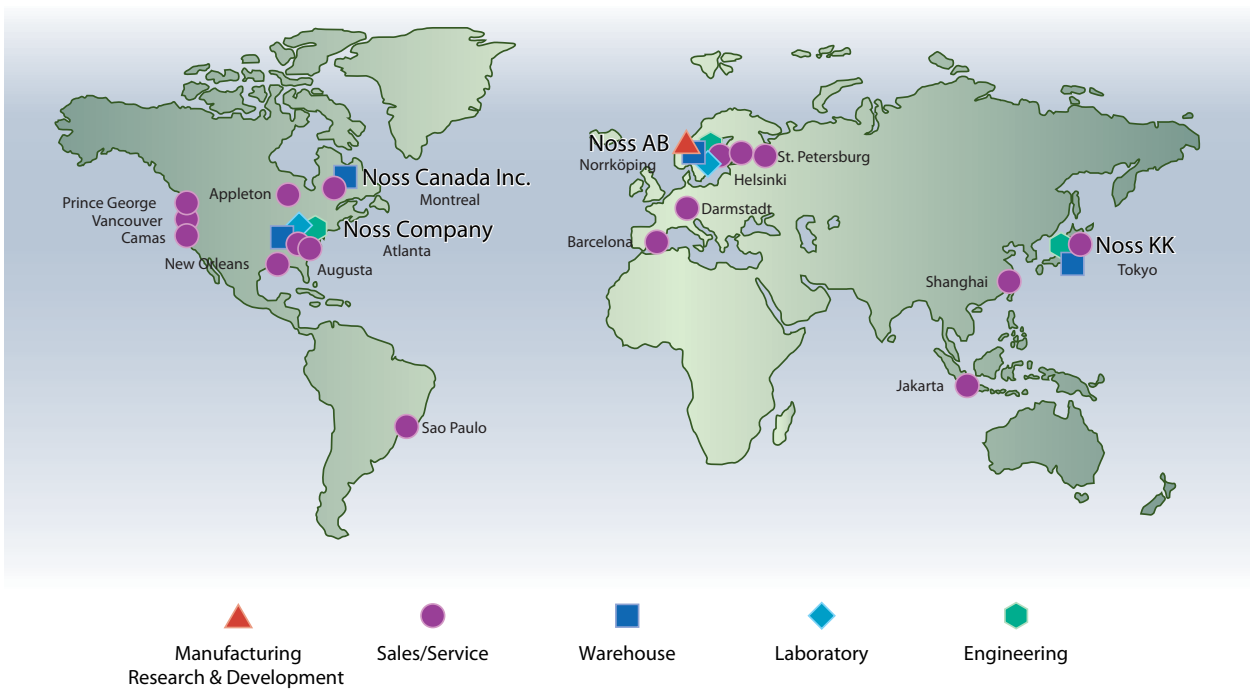 Noss AB
Norrköping
St. Petersburg
Helsinki
Noss Canada Inc.
Montreal
Appleton
Prince George
Vancouver
Camas
Noss Company
Atlanta
Darmstadt
Barcelona
New Orleans
Augusta
Noss KK
Tokyo
Shanghai
Jakarta
Sao Paulo
Manufacturing
Research & Development
Sales/Service
Warehouse
Laboratory
Engineering